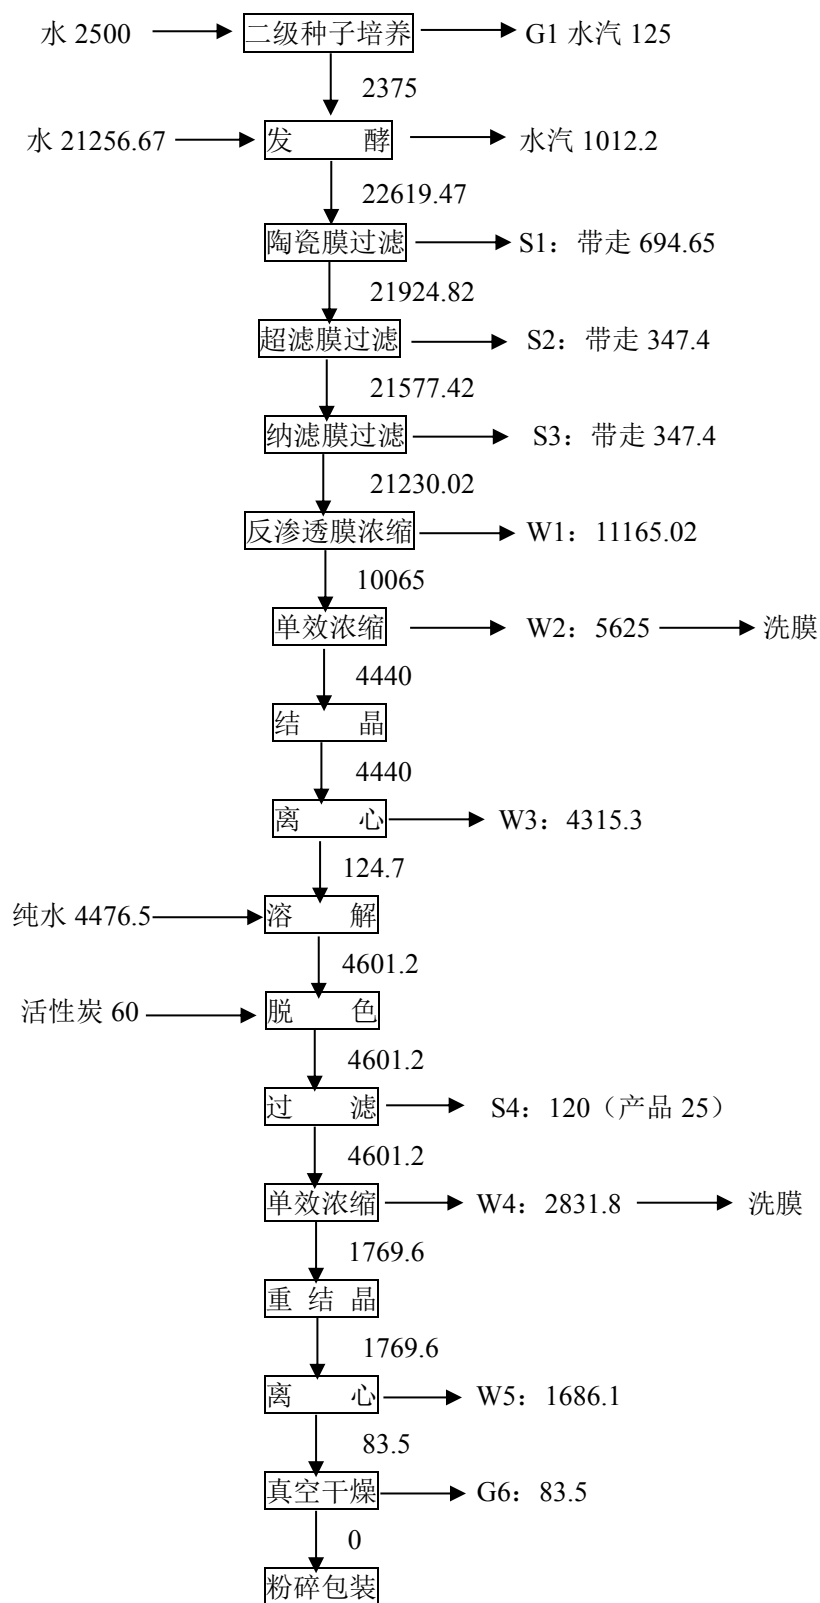 水 2500 二级种子培养 G1 水汽 125
2375
水 21256.67 发 酵 水汽 1012.2
22619.47
陶瓷膜过滤 S1：带走 694.65
21924.82
超滤膜过滤 S2：带走 347.4
21577.42
纳滤膜过滤 S3：带走 347.4
21230.02
反渗透膜浓缩 W1：11165.02
10065
单效浓缩 W2：5625 洗膜
4440
结 晶
4440
离 心 W3：4315.3
124.7
纯水 4476.5 溶 解
4601.2
活性炭 60 脱 色
4601.2
过 滤 S4：120（产品 25）
4601.2
单效浓缩 W4：2831.8 洗膜
1769.6
重 结 晶
1769.6
离 心 W5：1686.1
83.5
真空干燥 G6：83.5
0
粉碎包装